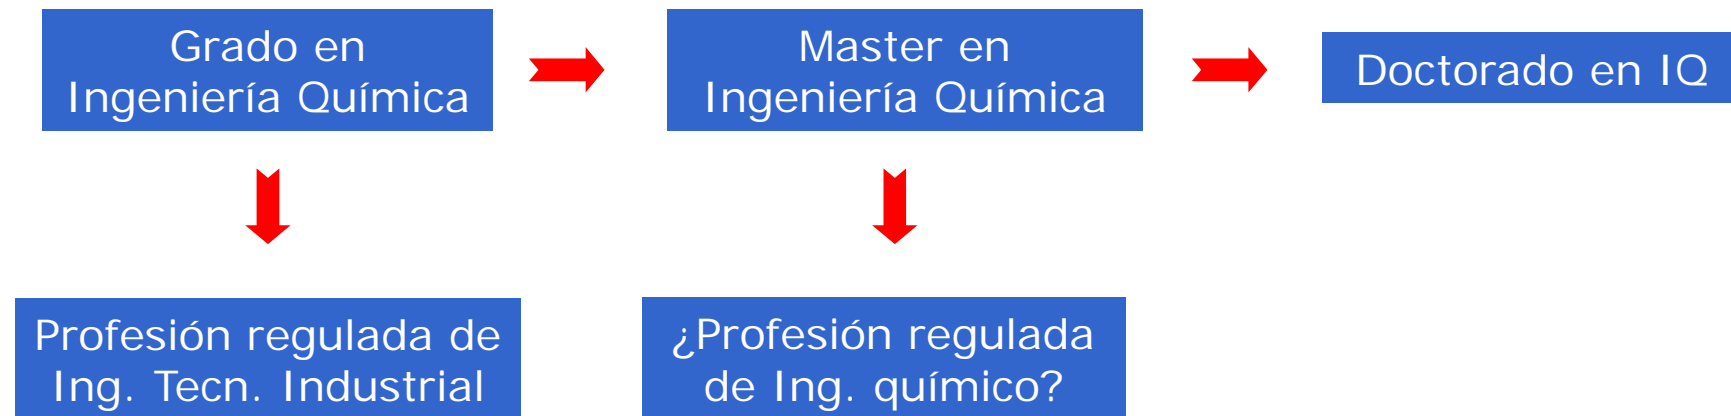 Grado en
Ingeniería Química
Master en
Ingeniería Química
Doctorado en IQ
Profesión regulada de
Ing. Tecn. Industrial
¿Profesión regulada
de Ing. químico?